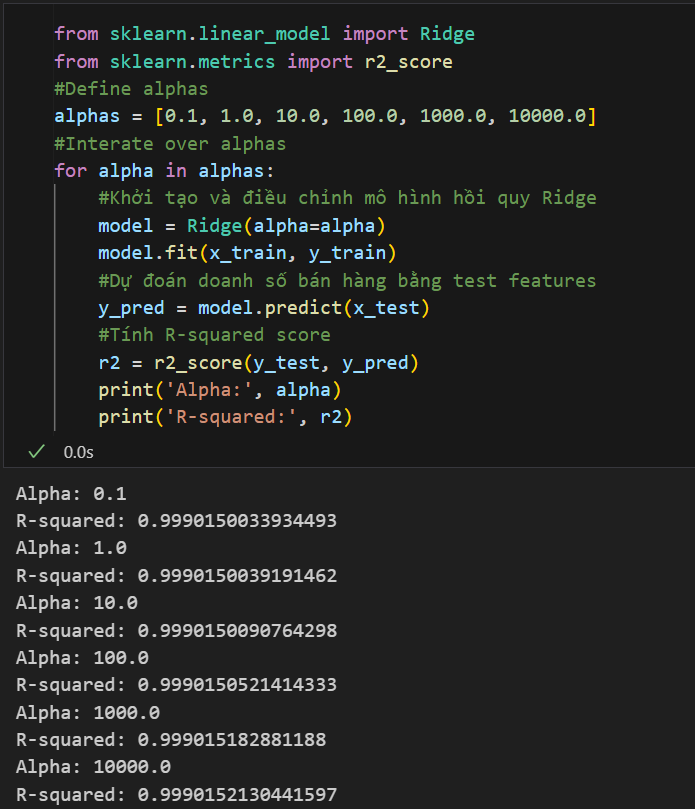 from sklearn.linear_model import Ridge
from sklearn.metrics import r2_score
#Define alphas
alphas = [0.1, 1.0, 10.0, 100.0, 1000.0, 10000.0]
#Interate over alphas
for alpha in alphas:
#Khởi tạo và điều chỉnh mô hình hồi quy Ridge
model = Ridge(alpha=alpha)
model.fit(x_train, y_train)
#Dự đoán doanh số bán hàng bằng test features
y_pred = model.predict(x_test)
#Tính R-squared score
r2 = r2_score(y_test, y_pred)
print('Alpha:', alpha)
print('R-squared:', r2)
0.0s
Alpha: 0.1
R-squared: 0.9990150033934493
Alpha: 1.0
R-squared: 0.9990150039191462
Alpha: 10.0
R-squared: 0.9990150090764298
Alpha: 100.0
R-squared: 0.9990150521414333
Alpha: 1000.0
R-squared: 0.999015182881188
Alpha: 10000.0
R-squared: 0.9990152130441597